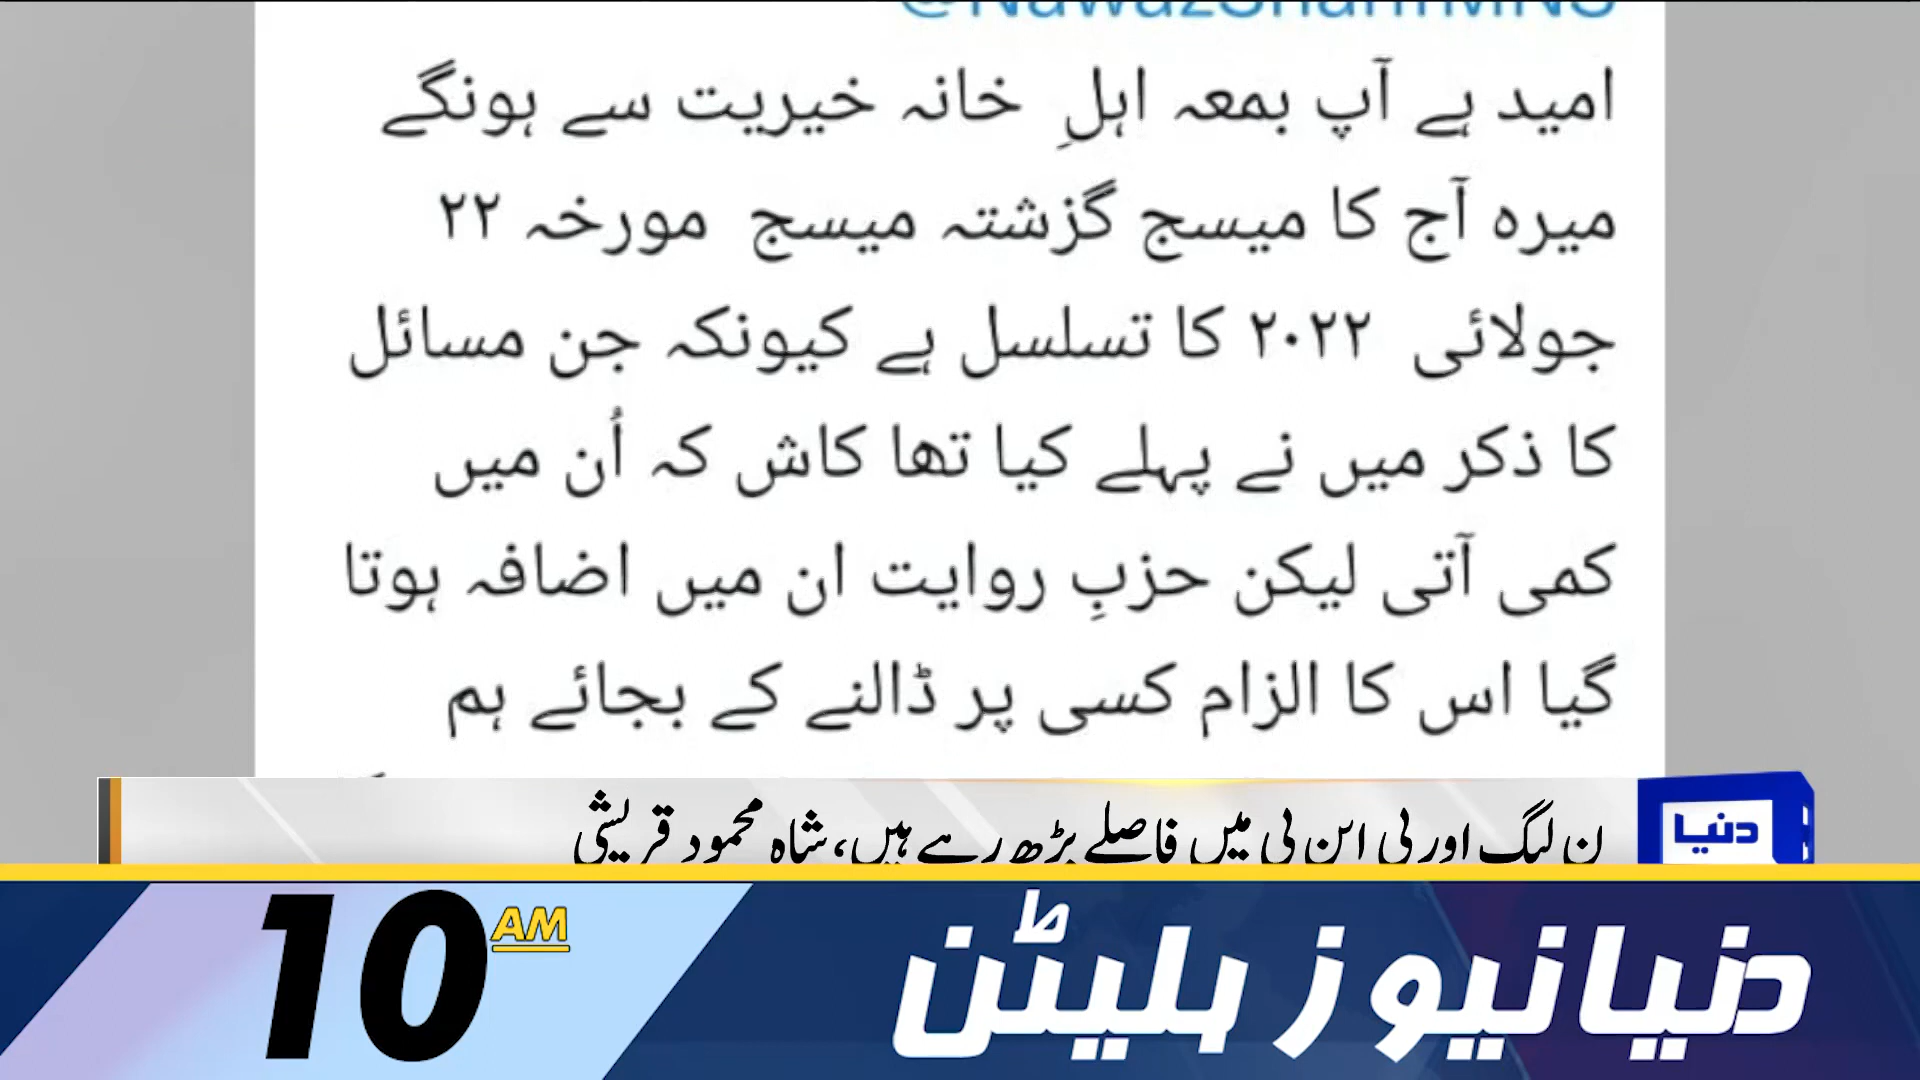 @NawazSharifMNS
امید ہے آپ بمعہ اہلِ خانہ خیریت سے ہونگے
میرہ آج کا میسج گزشتہ میسج مورخہ ۲۲
جولائی ۲۰۲۲ کا تسلسل ہے کیونکہ جن مسائل
کا ذکر میں نے پہلے کیا تھا کاش کہ اُن میں
کمی آتی لیکن حزبِ روایت ان میں اضافہ ہوتا
گیا اس کا الزام کسی پر ڈالنے کے بجائے ہم
ن لیگ اور بی این پی میں فاصلے بڑھ رہے ہیں، شاہ محمود قریشی
دنیا
دنیا نیوز بلیٹن
10 AM